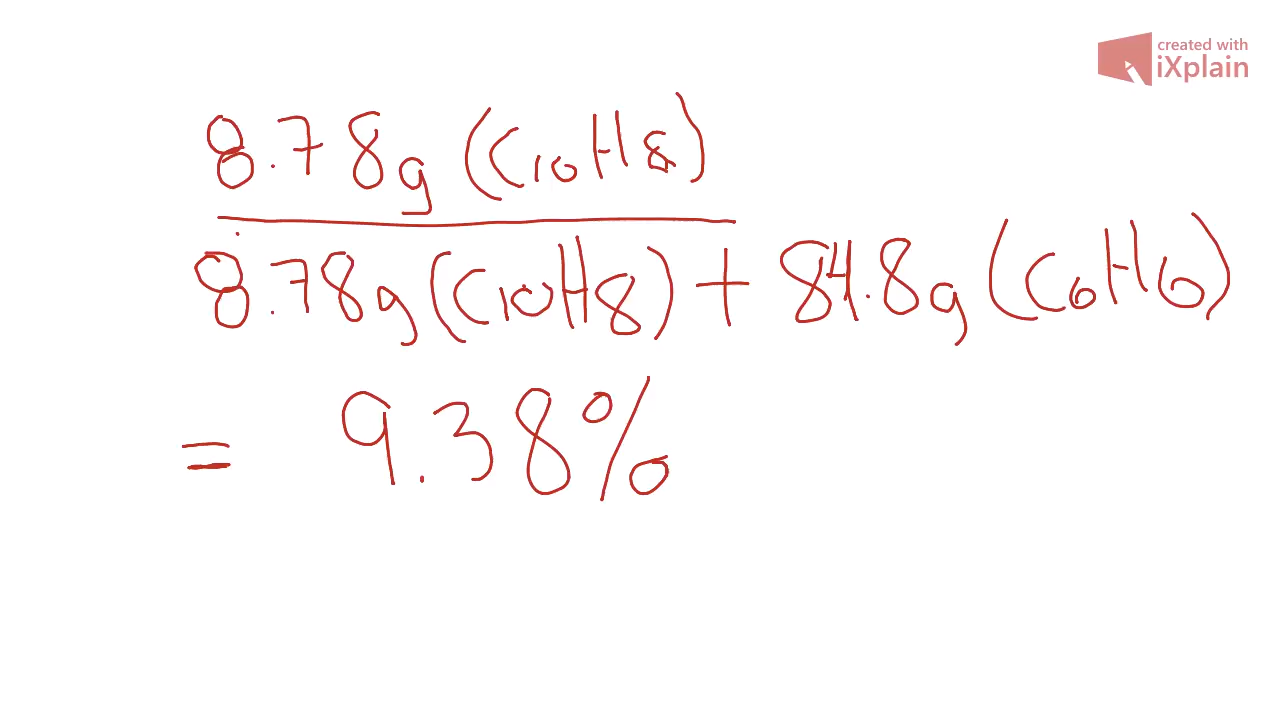 created with
iXplain
8.78g (C10H8)
8.78g (C10H8) + 84.8g (C6H6)
= 9.38%